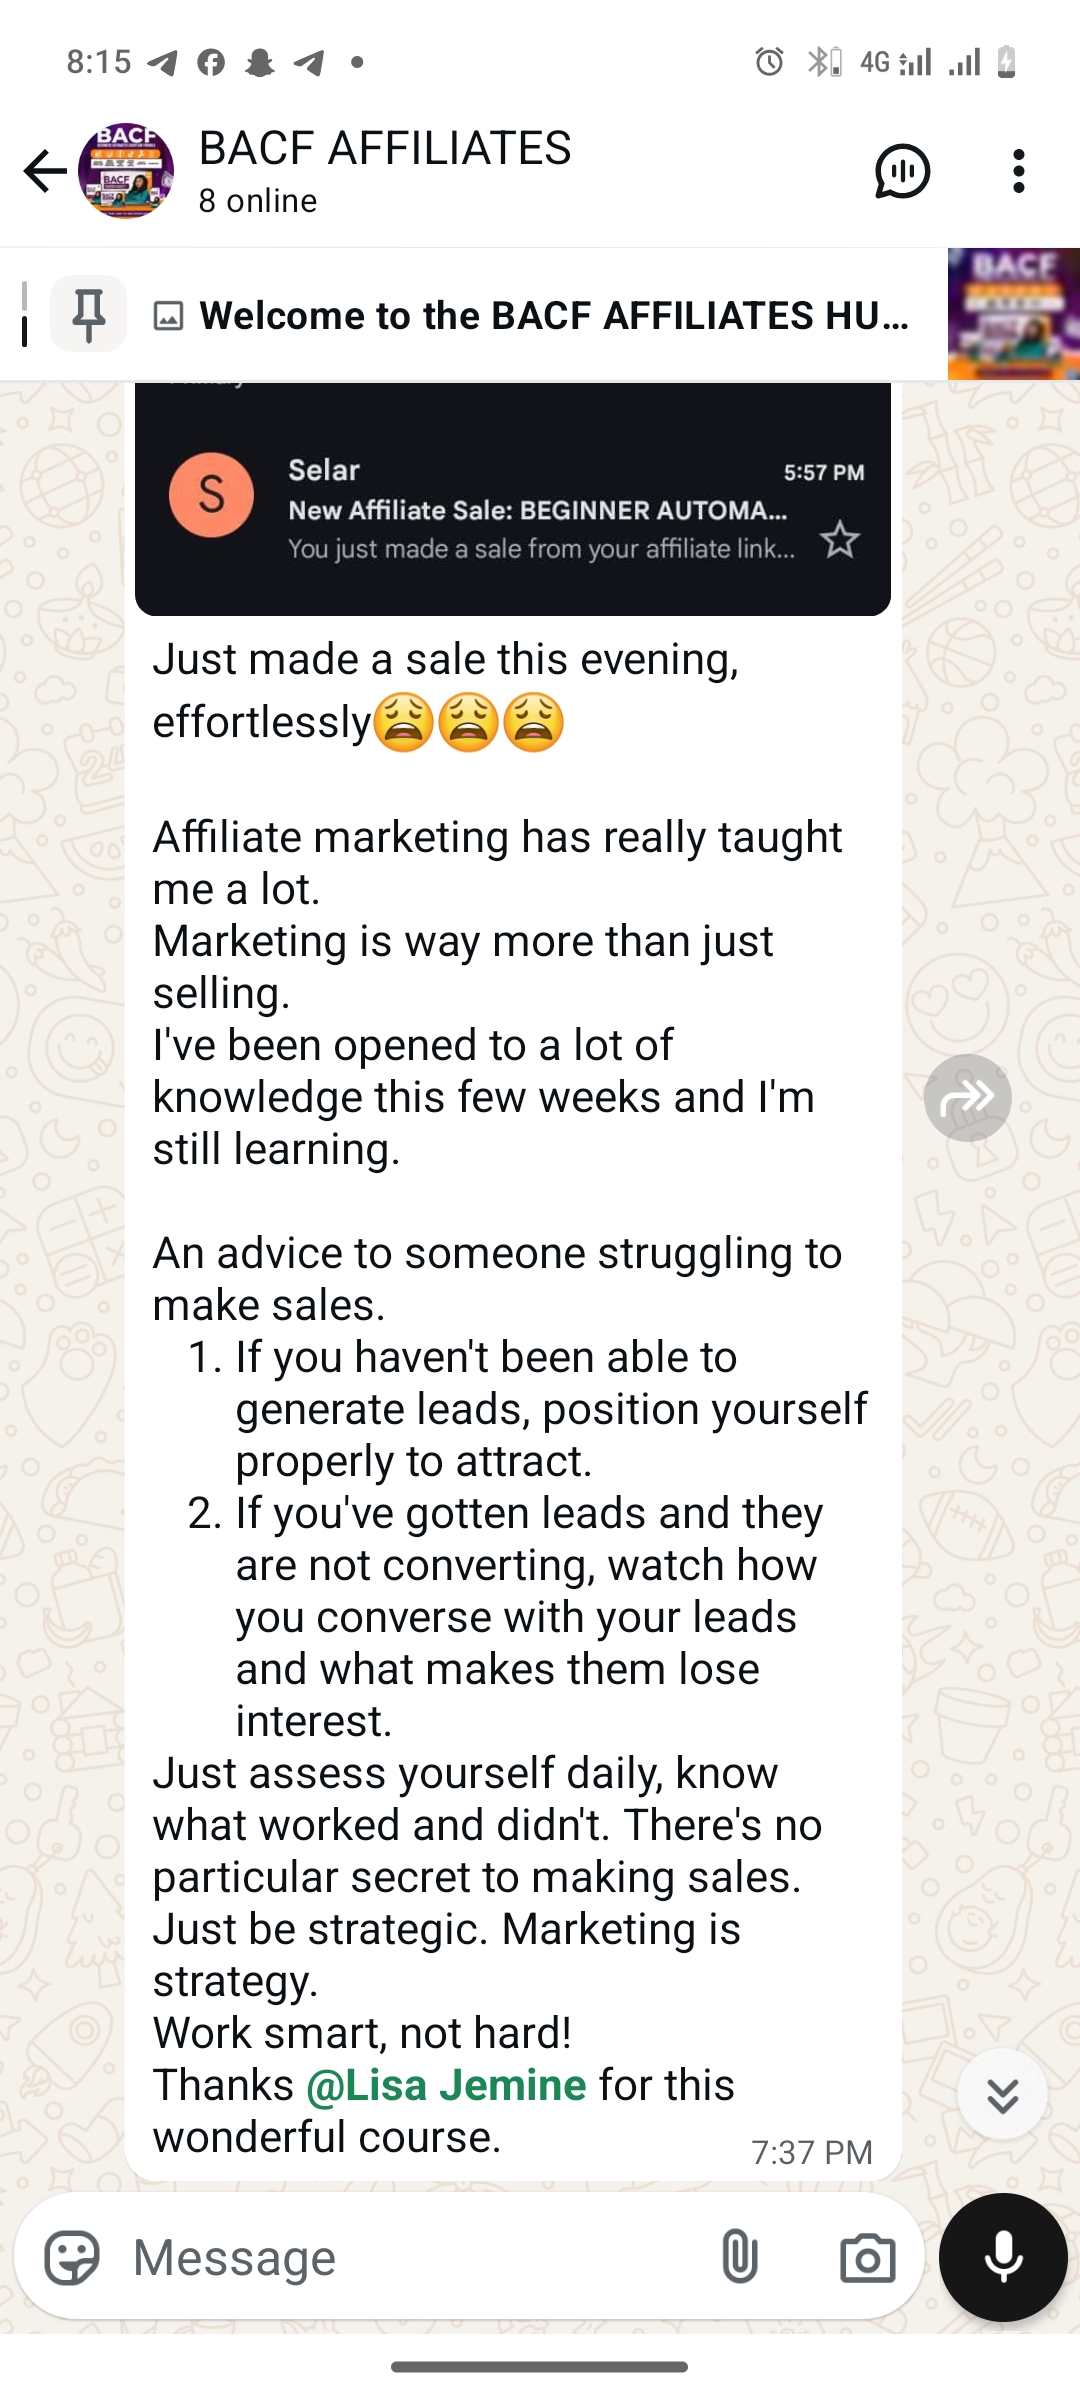 8:15
4G
BACF AFFILIATES
8 online
Welcome to the BACF AFFILIATES HU...
BACF
BACF
BACF
Selar
5:57 PM
S
New Affiliate Sale: BEGINNER AUTOMA...
You just made a sale from your affiliate link...
Just made a sale this evening,
effortlessly😩😩😩
Affiliate marketing has really taught
me a lot.
Marketing is way more than just
selling.
I've been opened to a lot of
knowledge this few weeks and I'm
still learning.
An advice to someone struggling to
make sales.
1. If you haven't been able to
generate leads, position yourself
properly to attract.
2. If you've gotten leads and they
are not converting, watch how
you converse with your leads
and what makes them lose
interest.
Just assess yourself daily, know
what worked and didn't. There's no
particular secret to making sales.
Just be strategic. Marketing is
strategy.
Work smart, not hard!
Thanks @Lisa Jemine for this
wonderful course.
7:37 PM
Message